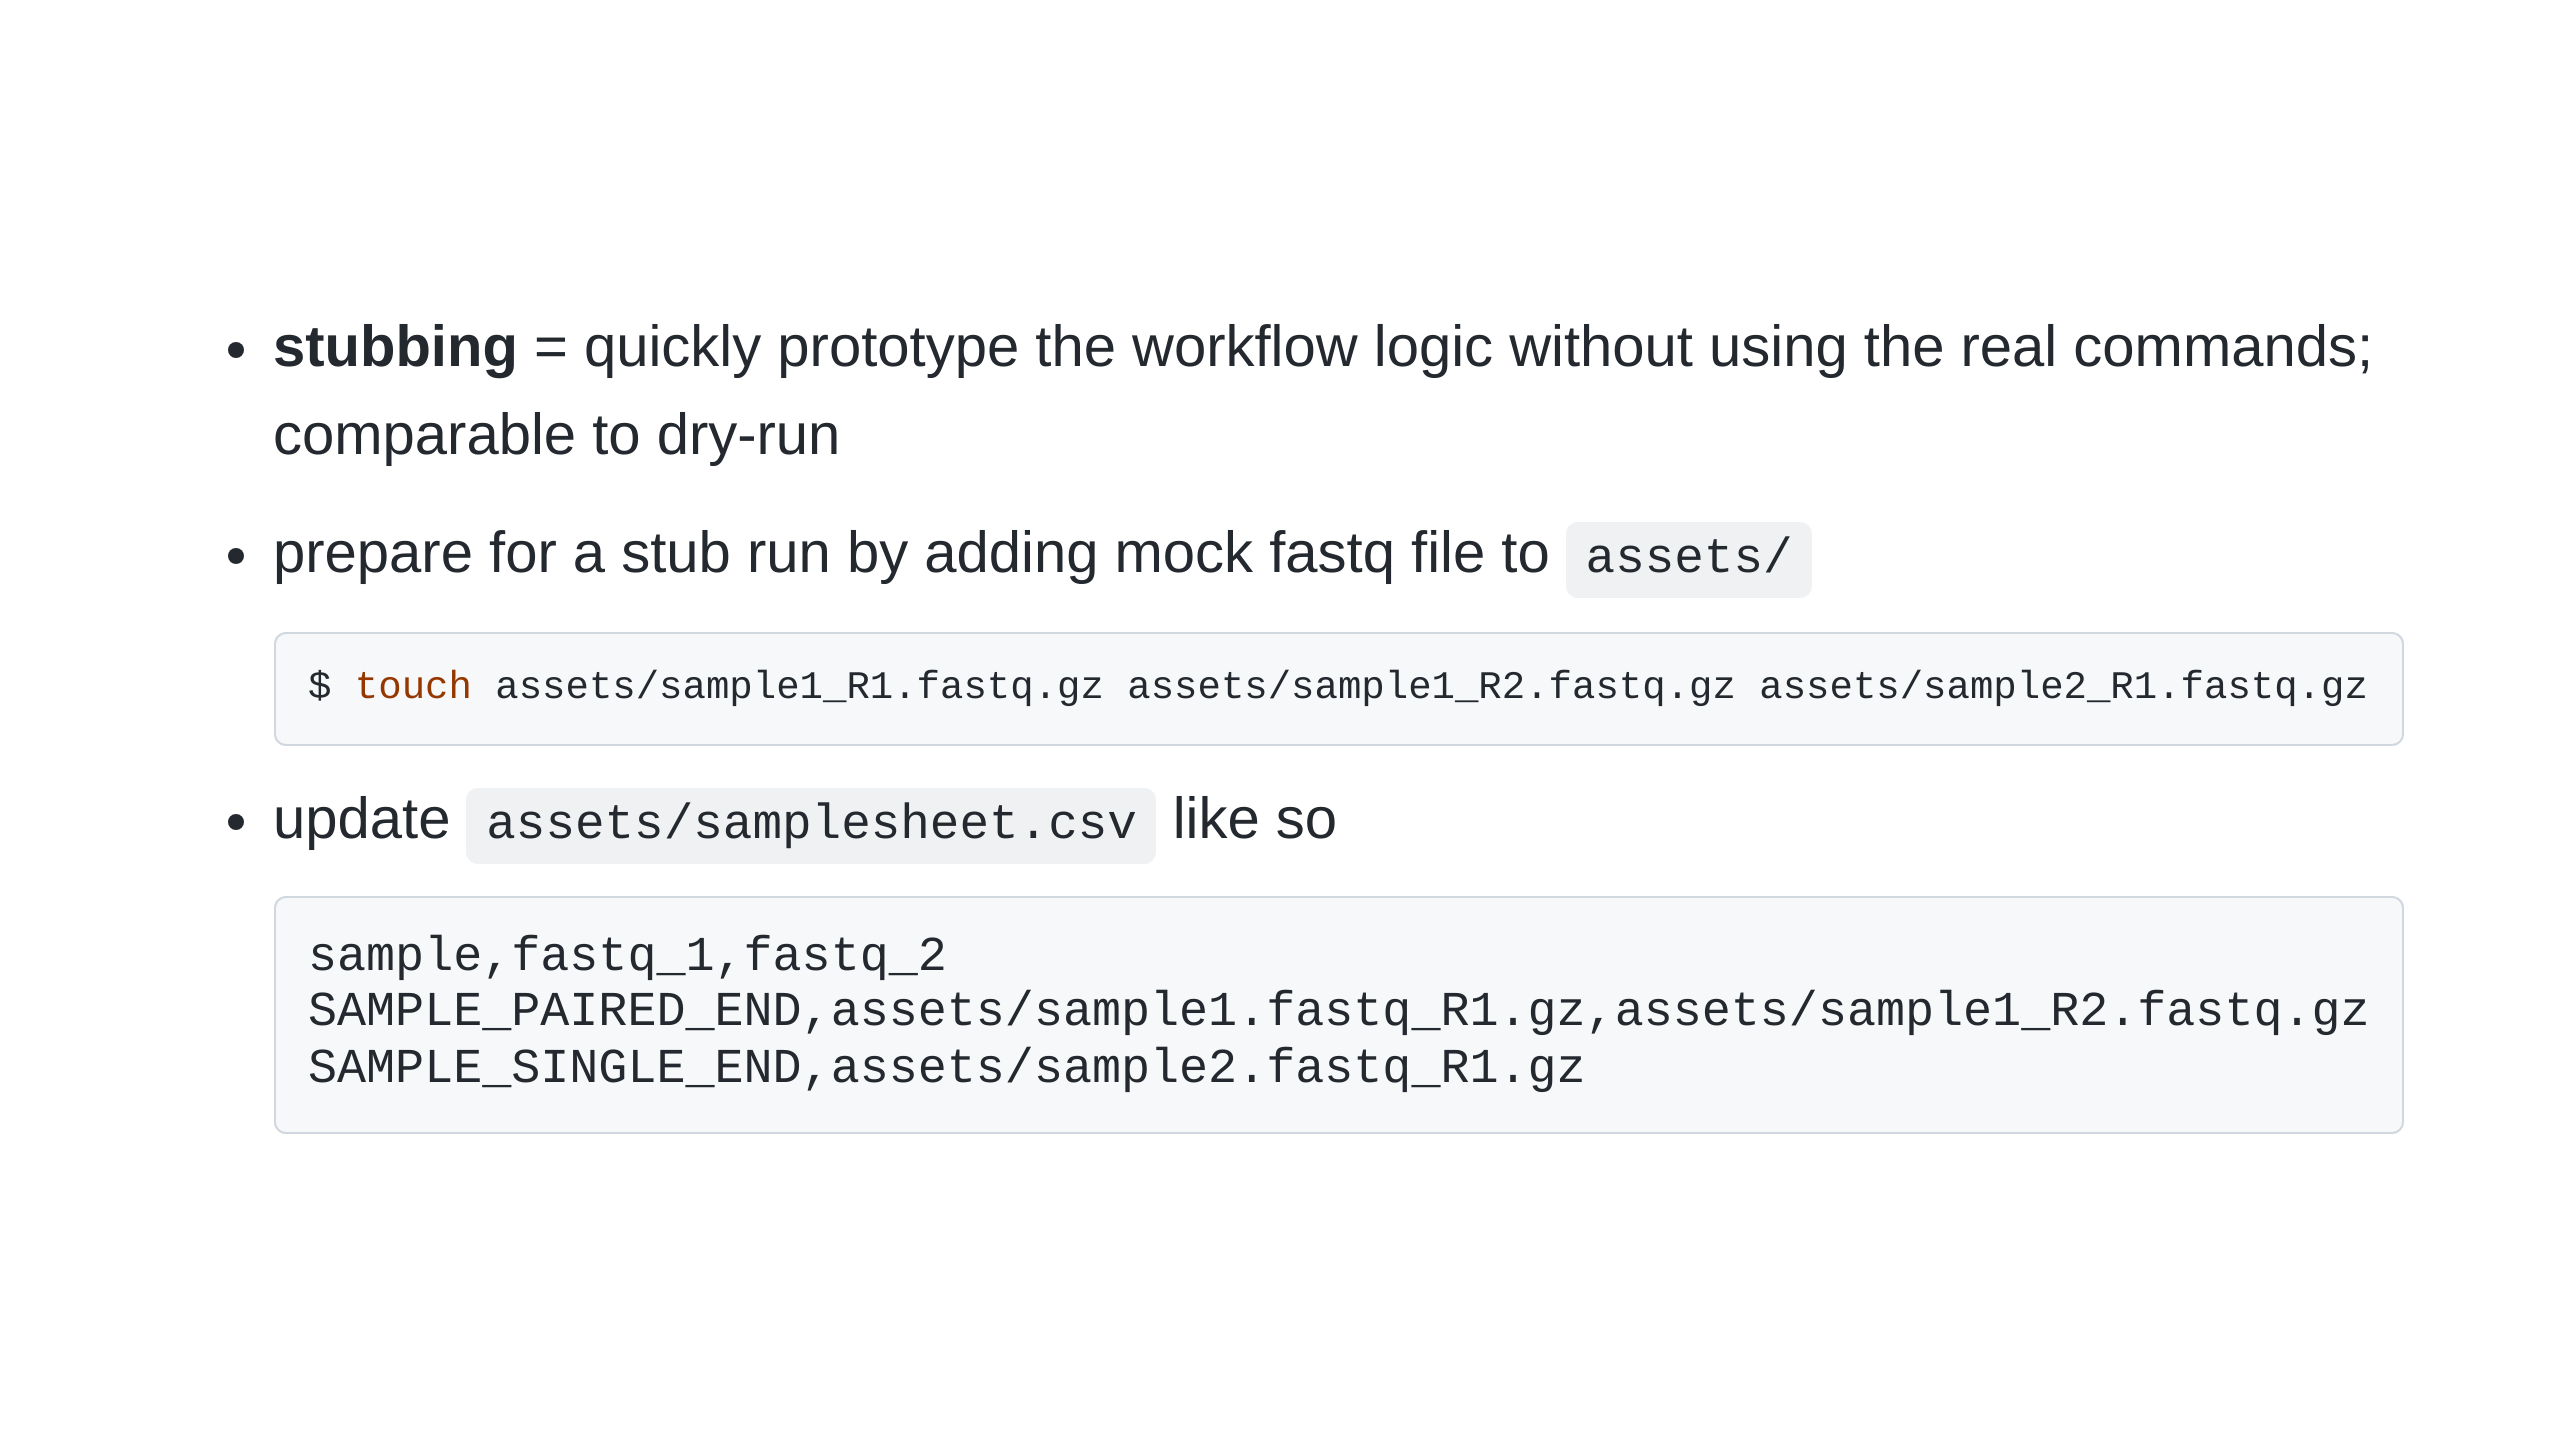 stubbing = quickly prototype the workflow logic without using the real commands;
comparable to dry-run
prepare for a stub run by adding mock fastq file to assets/
$ touch assets/sample1_R1.fastq.gz assets/sample1_R2.fastq.gz assets/sample2_R1.fastq.gz
update assets/samplesheet.csv like so
sample,fastq_1,fastq_2
SAMPLE_PAIRED_END,assets/sample1.fastq_R1.gz,assets/sample1_R2.fastq.gz
SAMPLE_SINGLE_END,assets/sample2.fastq_R1.gz